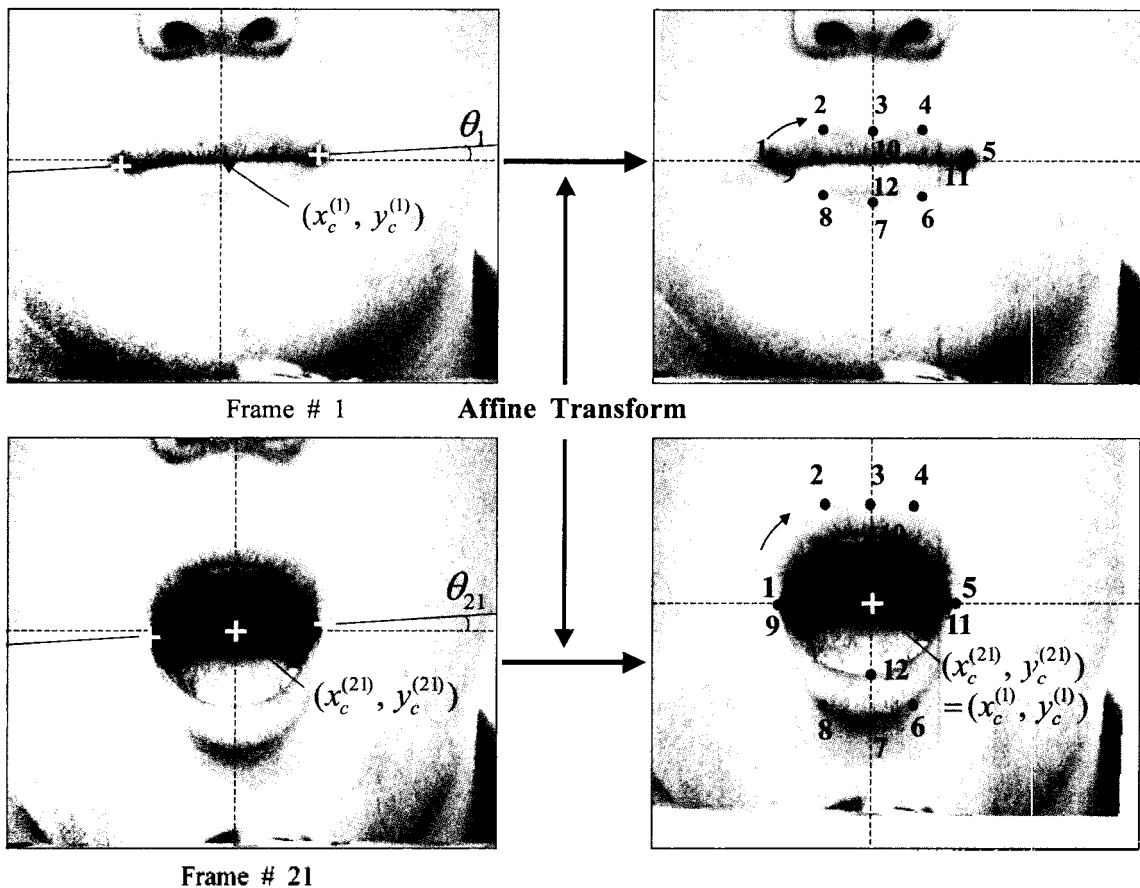 θ₁
(x_c^{(1)}, y_c^{(1)})
Frame # 1
2 3 4
1 10 5
9 12 11
8 7 6
Affine Transform
θ₂₁
(x_c^{(21)}, y_c^{(21)})
Frame # 21
2 3 4
10
1 5
9 11
12 (x_c^{(21)}, y_c^{(21)})
8 7 6 =(x_c^{(1)}, y_c^{(1)})